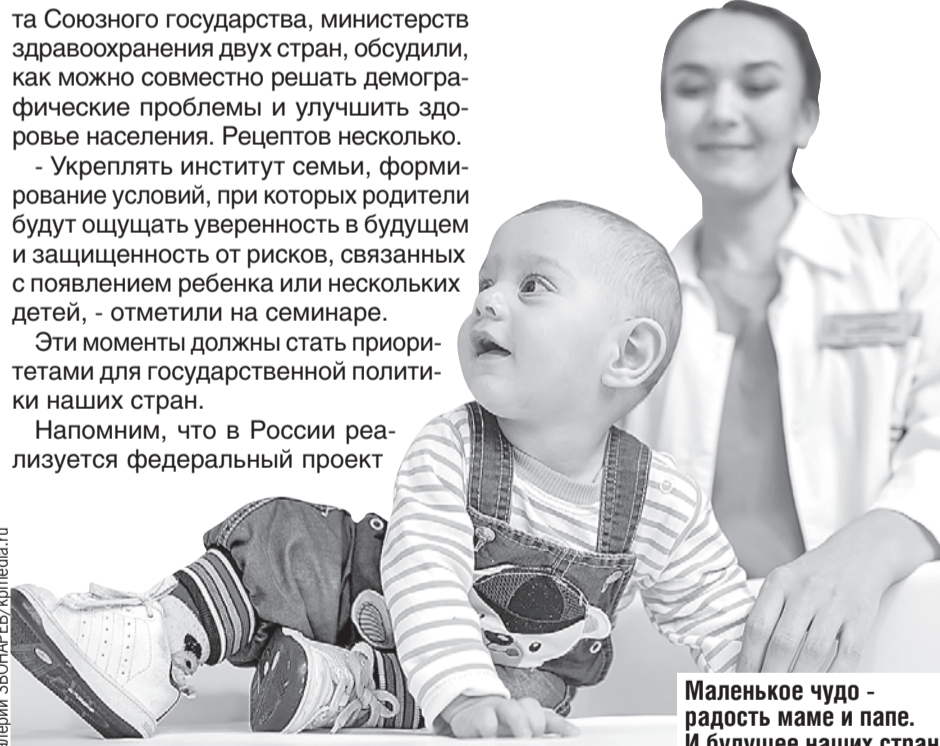 та Союзного государства, министерств
здравоохранения двух стран, обсудили,
как можно совместно решать демогра-
фические проблемы и улучшить здо-
ровье населения. Рецептов несколько.
- Укреплять институт семьи, форми-
рование условий, при которых родители
будут ощущать уверенность в будущем
и защищенность от рисков, связанных
с появлением ребенка или нескольких
детей, - отметили на семинаре.
Эти моменты должны стать приори-
тетами для государственной полити-
ки наших стран.
Напомним, что в России реа-
лизуется федеральный проект
Маленькое чудо -
радость маме и папе.
И будущее наших стран